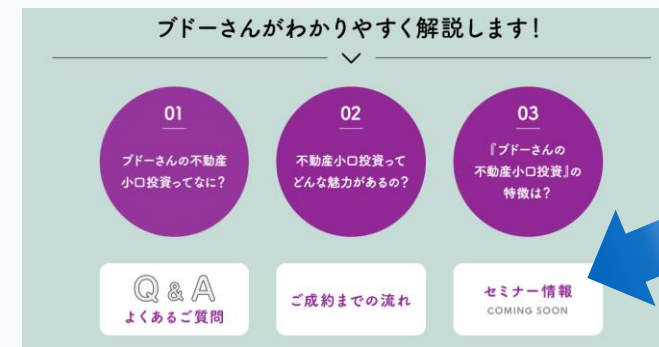 ブドーさんがわかりやすく解説します！
01
ブドーさんの不動産
小口投資ってなに？
02
不動産小口投資って
どんな魅力があるの？
03
『ブドーさんの
不動産小口投資』の
特徴は？
Q & A
よくあるご質問
ご成約までの流れ
セミナー情報
COMING SOON